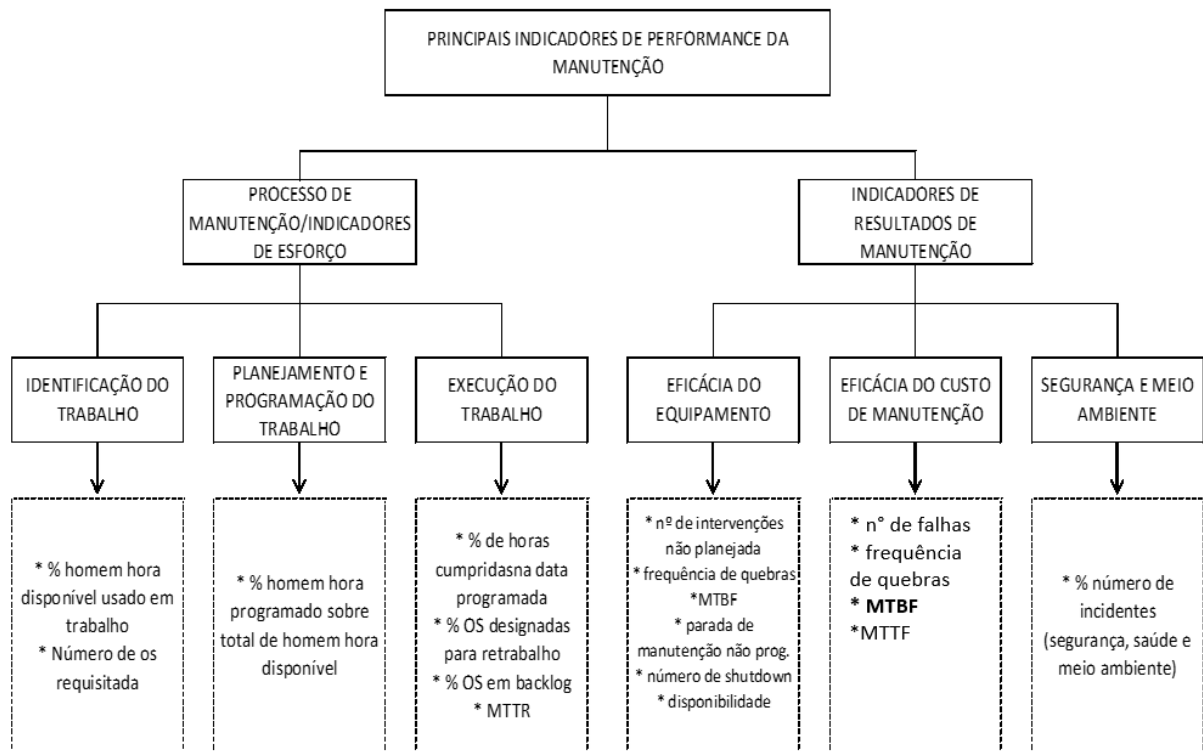 PRINCIPAIS INDICADORES DE PERFORMANCE DA
MANUTENÇÃO
PROCESSO DE
MANUTENÇÃO/INDICADORES
DE ESFORÇO
INDICADORES DE
RESULTADOS DE
MANUTENÇÃO
IDENTIFICAÇÃO DO
TRABALHO
PLANEJAMENTO E
PROGRAMAÇÃO DO
TRABALHO
EXECUÇÃO DO
TRABALHO
EFICÁCIA DO
EQUIPAMENTO
EFICÁCIA DO CUSTO
DE MANUTENÇÃO
SEGURANÇA E MEIO
AMBIENTE
* % homem hora
disponível usado em
trabalho
* Número de os
requisitada
* % homem hora
programado sobre
total de homem hora
disponível
* % de horas
cumpridasna data
programada
* % OS designadas
para retrabalho
* % OS em backlog
* MTTR
* nº de intervenções
não planejada
* frequência de quebras
*MTBF
* parada de
manutenção não prog.
* número de shutdown
* disponibilidade
* n° de falhas
* frequência
de quebras
* MTBF
*MTTF
* % número de
incidentes
(segurança, saúde e
meio ambiente)